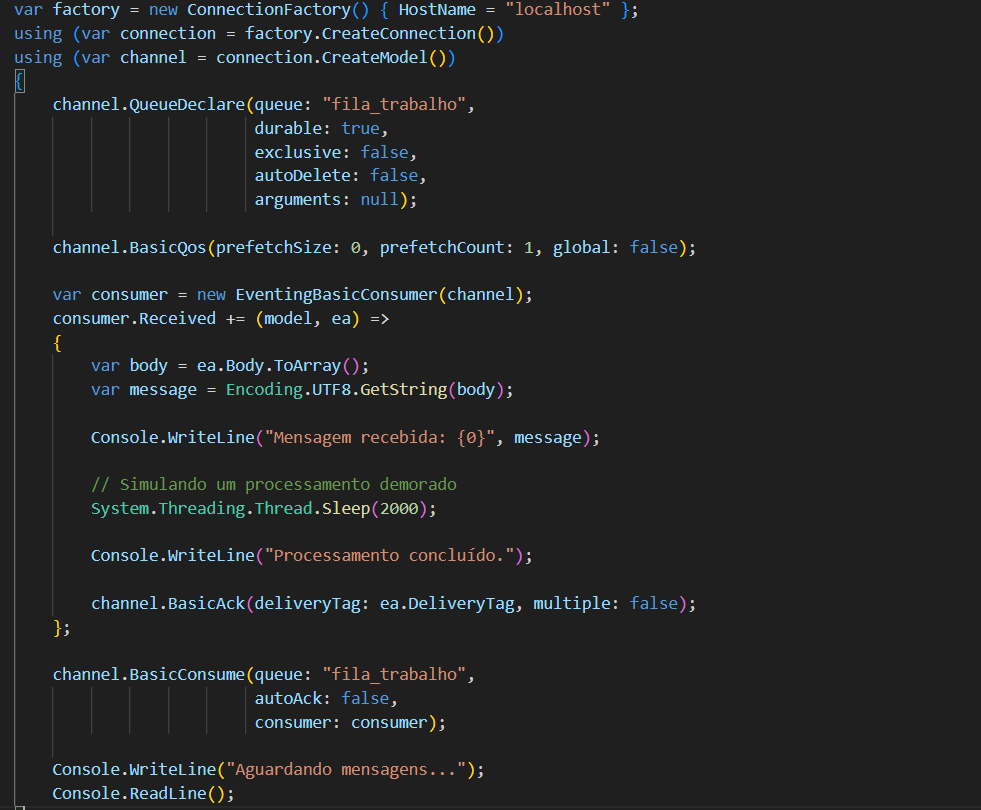 var factory = new ConnectionFactory() { HostName = "localhost" };
using (var connection = factory.CreateConnection())
using (var channel = connection.CreateModel())
{
    channel.QueueDeclare(queue: "fila_trabalho",
                         durable: true,
                         exclusive: false,
                         autoDelete: false,
                         arguments: null);

    channel.BasicQos(prefetchSize: 0, prefetchCount: 1, global: false);

    var consumer = new EventingBasicConsumer(channel);
    consumer.Received += (model, ea) =>
    {
        var body = ea.Body.ToArray();
        var message = Encoding.UTF8.GetString(body);

        Console.WriteLine("Mensagem recebida: {0}", message);

        // Simulando um processamento demorado
        System.Threading.Thread.Sleep(2000);

        Console.WriteLine("Processamento concluído.");

        channel.BasicAck(deliveryTag: ea.DeliveryTag, multiple: false);
    };

    channel.BasicConsume(queue: "fila_trabalho",
                         autoAck: false,
                         consumer: consumer);

    Console.WriteLine("Aguardando mensagens...");
    Console.ReadLine();